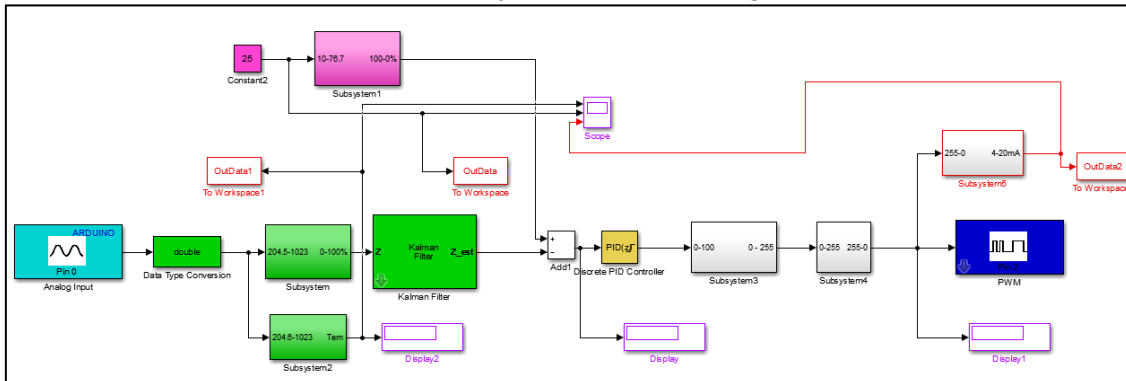 25
Constant2
10-76.7 100-0%
Subsystem1
Scope
OutData1
To Workspace1
OutData
To Workspace
255-0 4-20mA
Subsystem5
OutData2
To Workspace
ARDUINO
Pin 0
Analog Input
double
Data Type Conversion
204.5-1023 0-100%
Subsystem
Z Kalman Filter Z_est
Kalman Filter
+
−
Add1
PID(z)
Discrete PID Controller
0-100 0 - 255
Subsystem3
0-255 255-0
Subsystem4
PWM
204.6-1023 Tem
Subsystem2
Display2
Display
Display1